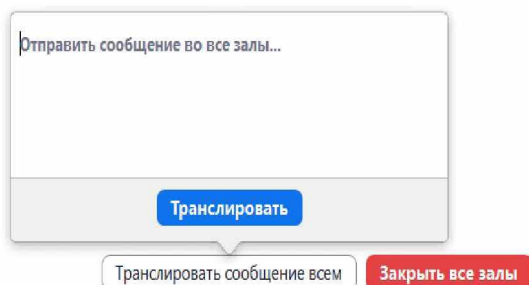 Отправить сообщение во все залы...
Транслировать
Транслировать сообщение всем
Закрыть все залы